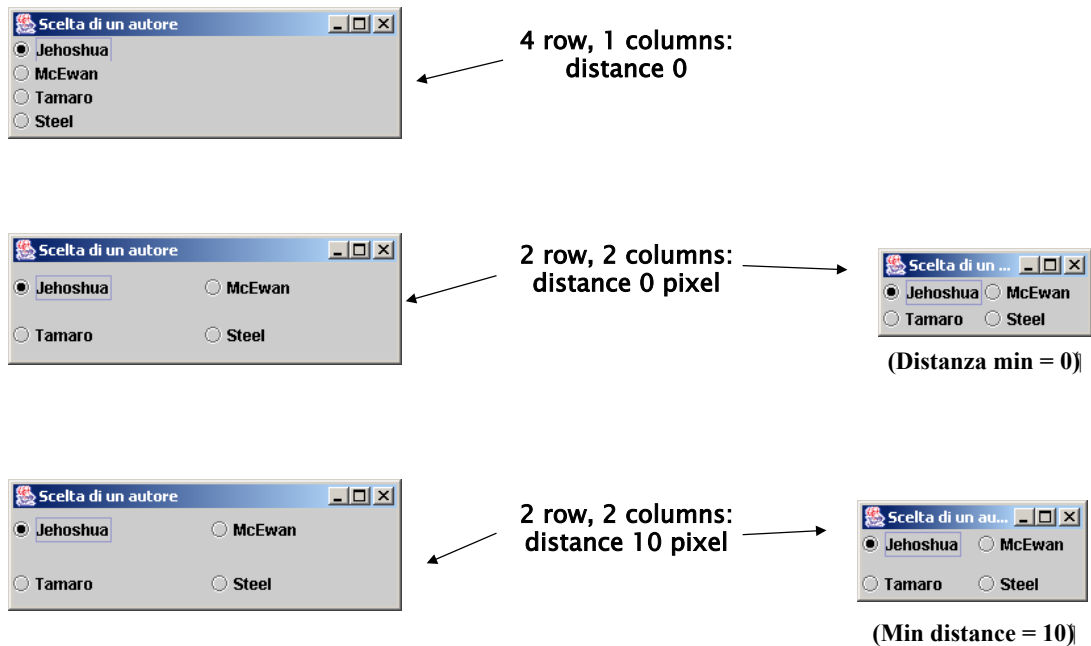 Scelta di un autore
Jehoshua
McEwan
Tamaro
Steel
4 row, 1 columns:
distance 0
Scelta di un autore
Jehoshua McEwan
Tamaro Steel
2 row, 2 columns:
distance 0 pixel
Scelta di un ...
Jehoshua McEwan
Tamaro Steel
(Distanza min = 0)
Scelta di un autore
Jehoshua McEwan
Tamaro Steel
2 row, 2 columns:
distance 10 pixel
Scelta di un au...
Jehoshua McEwan
Tamaro Steel
(Min distance = 10)